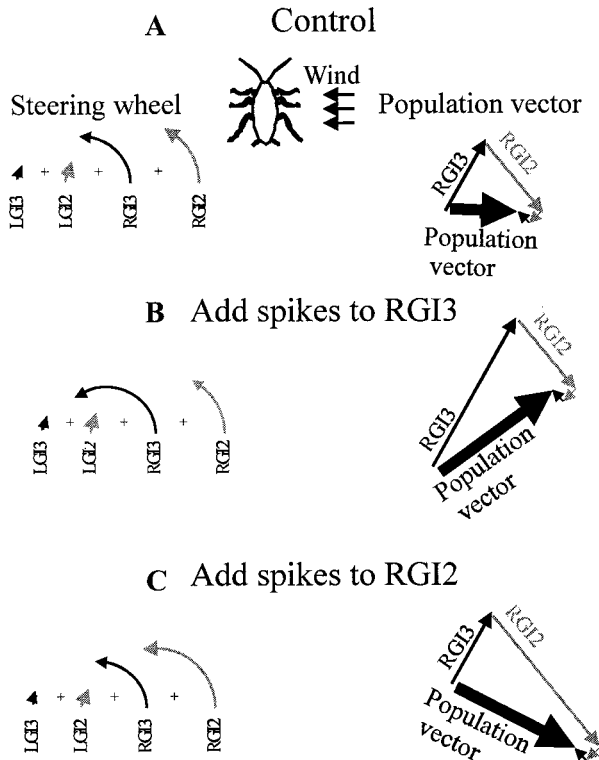 A Control
Wind
Steering wheel
Population vector
+ + +
LGI3
LGI2
RGI3
RGI2
RGI3
RGI2
Population
vector
B Add spikes to RGI3
+ + +
LGI3
LGI2
RGI3
RGI2
RGI3
RGI2
Population
vector
C Add spikes to RGI2
+ + +
LGI3
LGI2
RGI3
RGI2
RGI3
RGI2
Population
vector